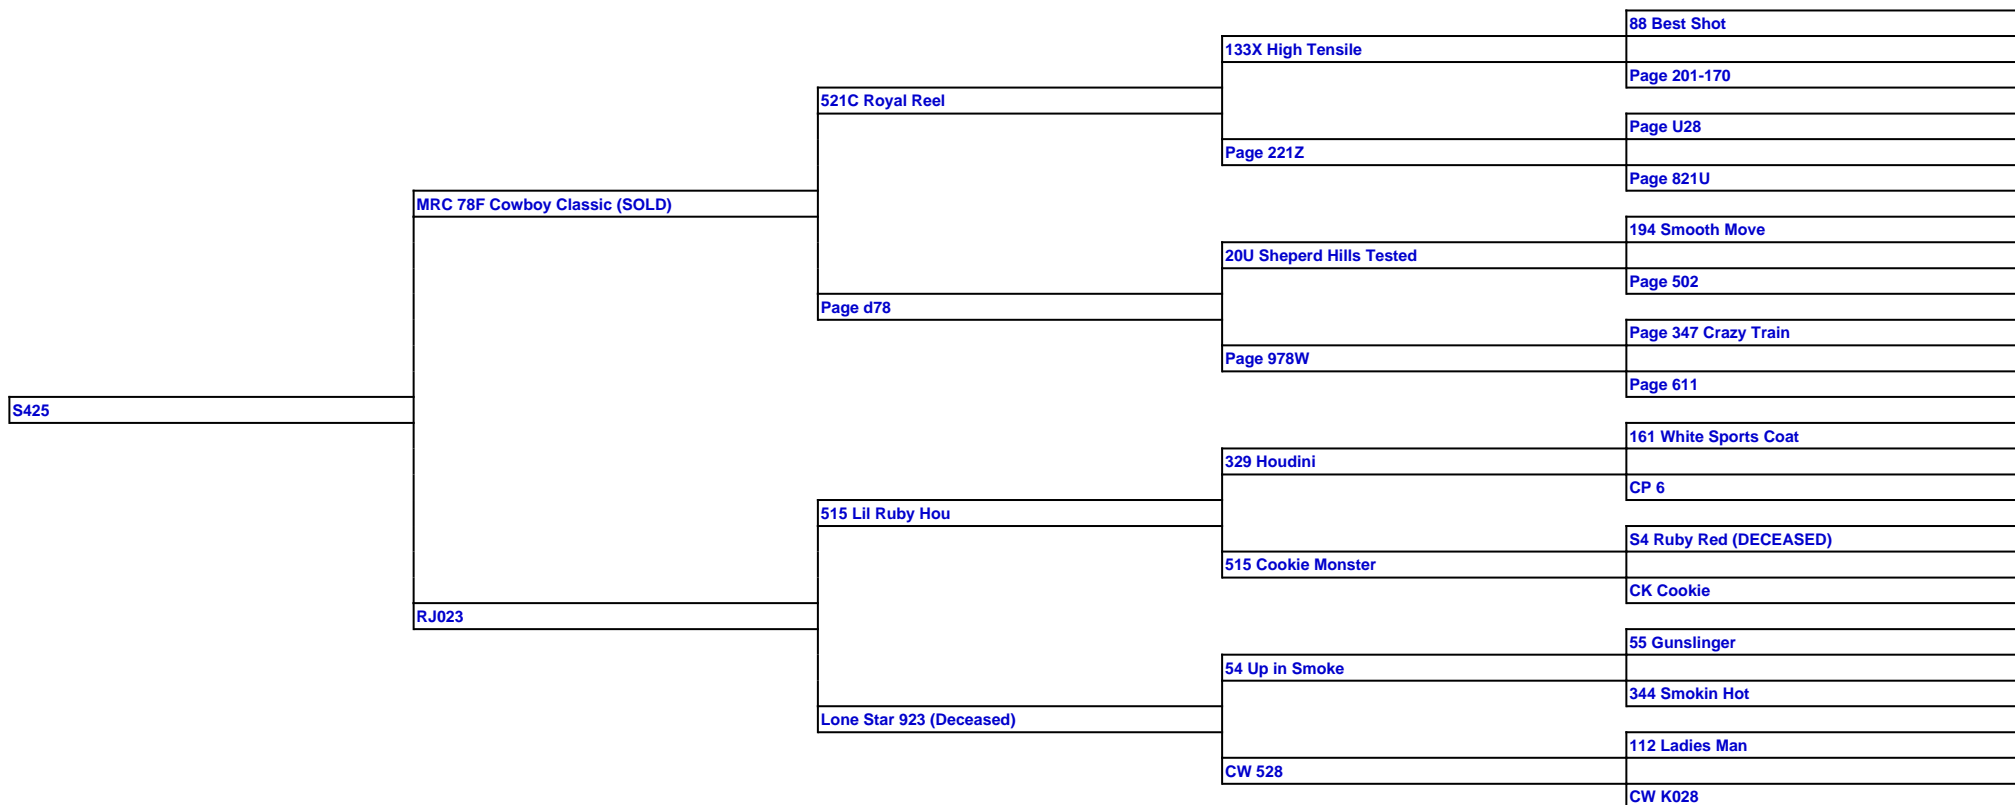 88 Best Shot
133X High Tensile
Page 201-170
521C Royal Reel
Page U28
Page 221Z
Page 821U
MRC 78F Cowboy Classic (SOLD)
194 Smooth Move
20U Sheperd Hills Tested
Page 502
Page d78
Page 347 Crazy Train
Page 978W
Page 611
S425
161 White Sports Coat
329 Houdini
CP 6
515 Lil Ruby Hou
S4 Ruby Red (DECEASED)
515 Cookie Monster
CK Cookie
RJ023
55 Gunslinger
54 Up in Smoke
344 Smokin Hot
Lone Star 923 (Deceased)
112 Ladies Man
CW 528
CW K028